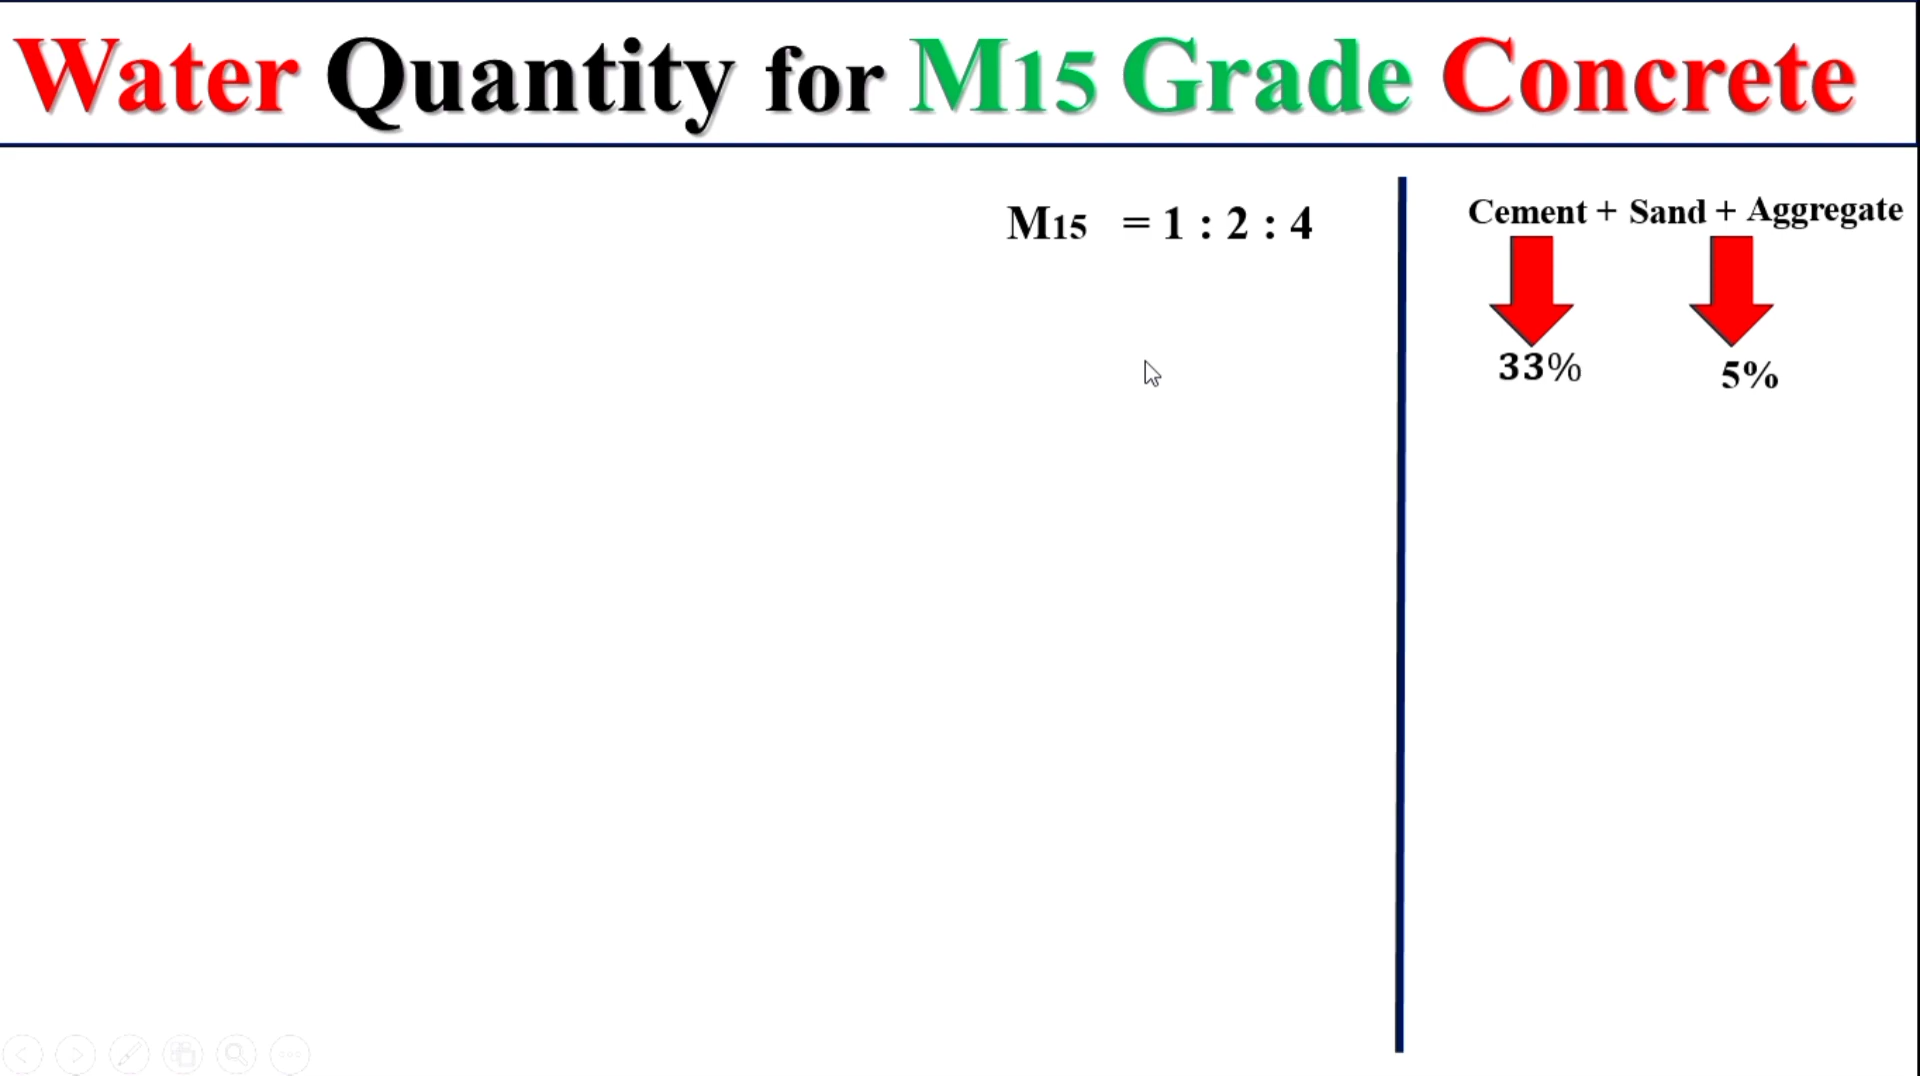 Water Quantity for M15 Grade Concrete
M15 = 1 : 2 : 4
Cement + Sand + Aggregate
33% 5%